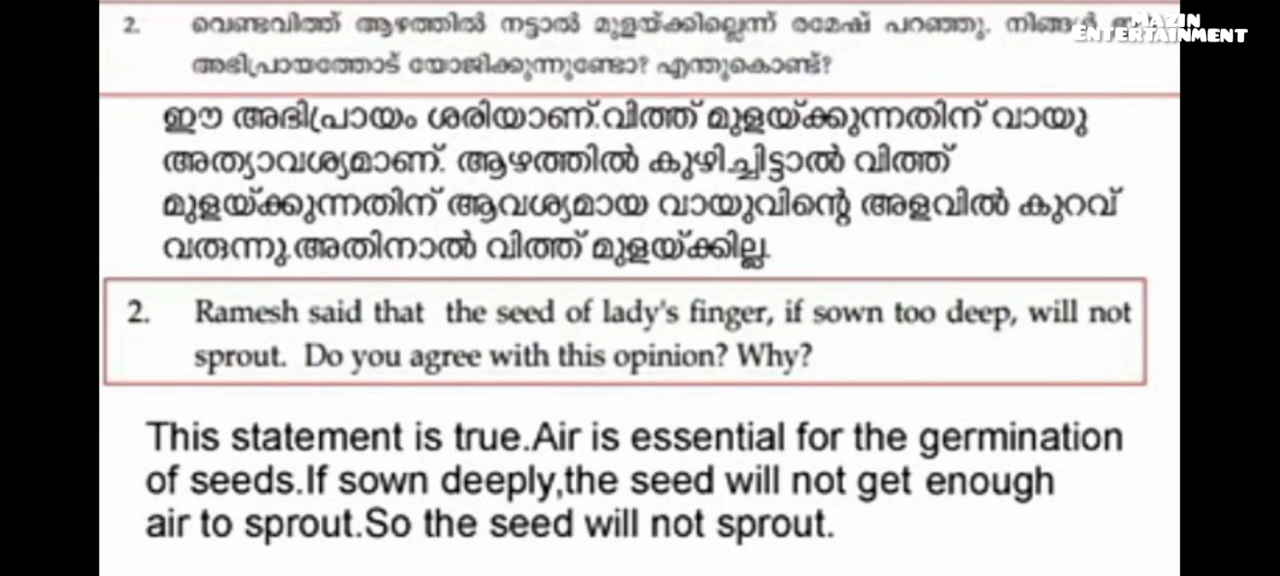 2. വെണ്ടവിത്ത് ആഴത്തിൽ നട്ടാൽ മുളയ്ക്കില്ലെന്ന് രമേഷ് പറഞ്ഞു. നിങ്ങൾ
MAZIN
ENTERTAINMENT
അഭിപ്രായത്തോട് യോജിക്കുന്നുണ്ടോ? എന്തുകൊണ്ട്?
ഈ അഭിപ്രായം ശരിയാണ്.വിത്ത് മുളയ്ക്കുന്നതിന് വായു
അത്യാവശ്യമാണ്. ആഴത്തിൽ കുഴിച്ചിട്ടാൽ വിത്ത്
മുളയ്ക്കുന്നതിന് ആവശ്യമായ വായുവിന്റെ അളവിൽ കുറവ്
വരുന്നു.അതിനാൽ വിത്ത് മുളയ്ക്കില്ല.
2. Ramesh said that the seed of lady's finger, if sown too deep, will not
sprout. Do you agree with this opinion? Why?
This statement is true.Air is essential for the germination
of seeds.If sown deeply,the seed will not get enough
air to sprout.So the seed will not sprout.